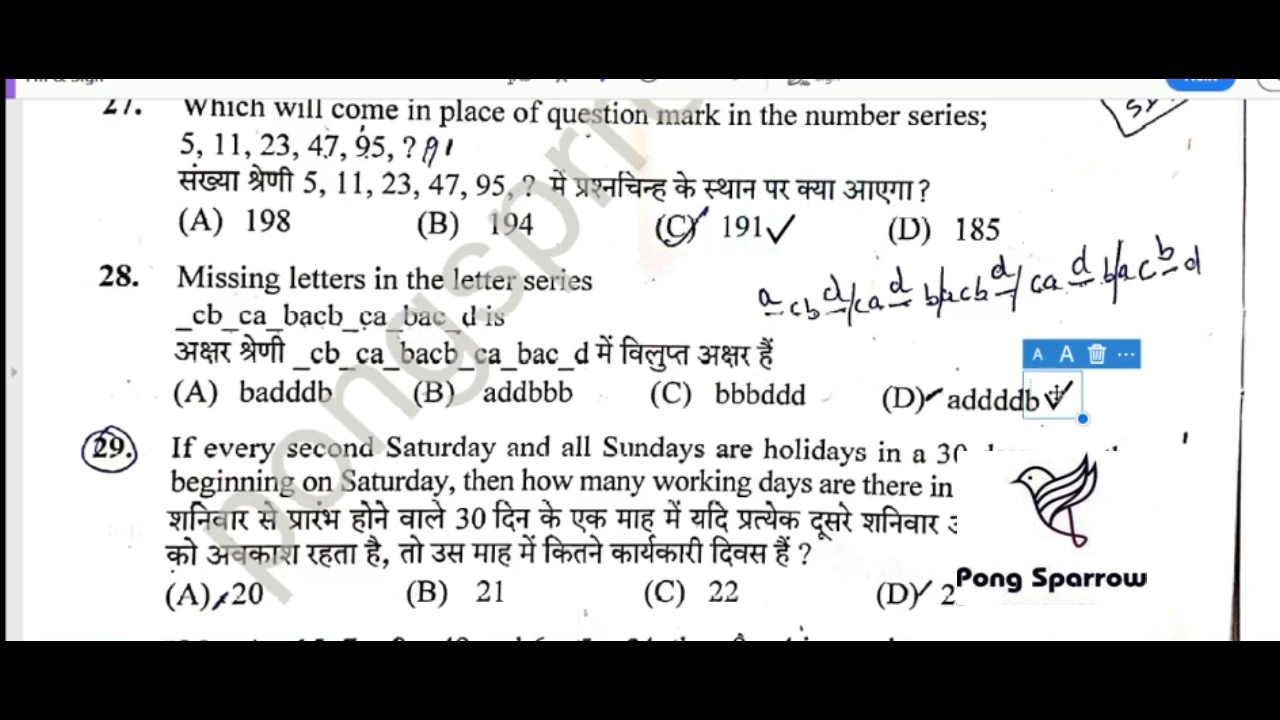 27. Which will come in place of question mark in the number series;
5, 11, 23, 47, 95, ? 191
संख्या श्रेणी 5, 11, 23, 47, 95, ? में प्रश्नचिन्ह के स्थान पर क्या आएगा ?
(A) 198 (B) 194 (C) 191 (D) 185
28. Missing letters in the letter series
_cb_ca_bacb_ca_bac_d is
a cb d/ca d b/acb d/ ca d b/ac b d
अक्षर श्रेणी _cb_ca_bacb_ca_bac_d में विलुप्त अक्षर हैं
A A ...
(A) badddb (B) addbbb (C) bbbddd (D) addddb
29. If every second Saturday and all Sundays are holidays in a 30
beginning on Saturday, then how many working days are there in
शनिवार से प्रारंभ होने वाले 30 दिन के एक माह में यदि प्रत्येक दूसरे शनिवार
को अवकाश रहता है, तो उस माह में कितने कार्यकारी दिवस हैं ?
(A) 20 (B) 21 (C) 22 (D) 2
Pong Sparrow
pongspr